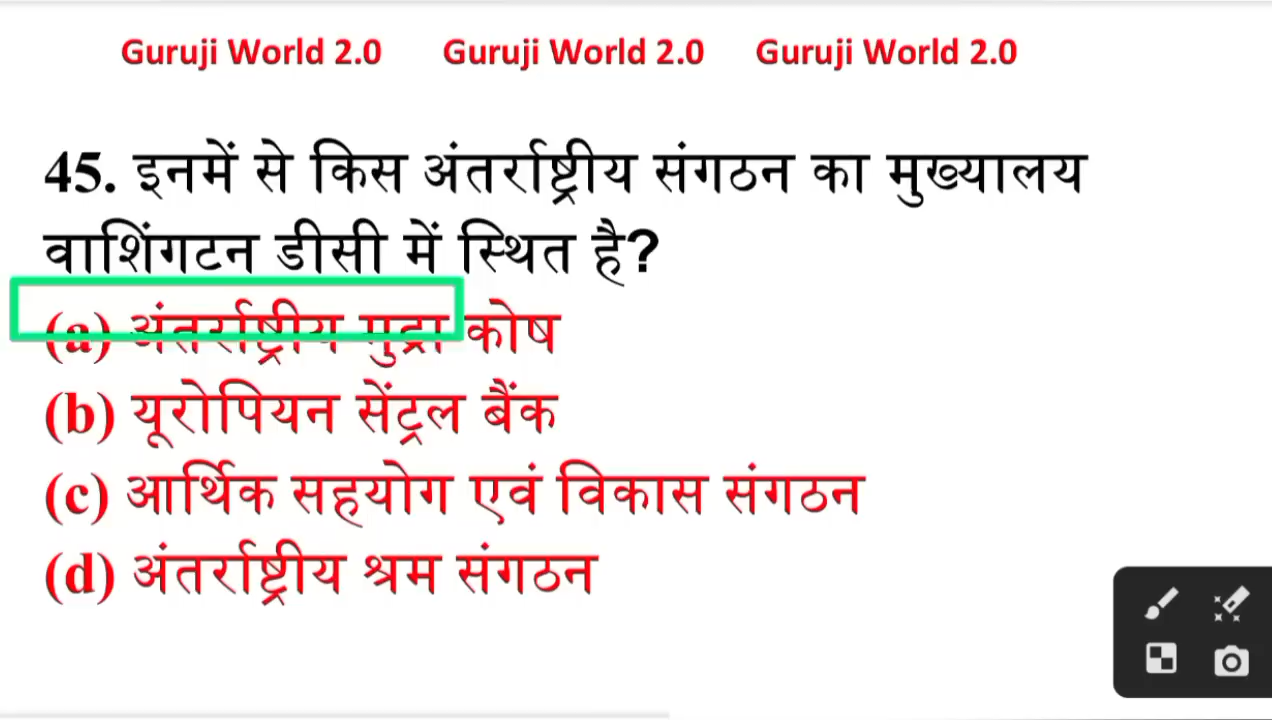 Guruji World 2.0 Guruji World 2.0 Guruji World 2.0
45. इनमें से किस अंतर्राष्ट्रीय संगठन का मुख्यालय
वाशिंगटन डीसी में स्थित है?
(a) अंतर्राष्ट्रीय मुद्रा कोष
(b) यूरोपियन सेंट्रल बैंक
(c) आर्थिक सहयोग एवं विकास संगठन
(d) अंतर्राष्ट्रीय श्रम संगठन